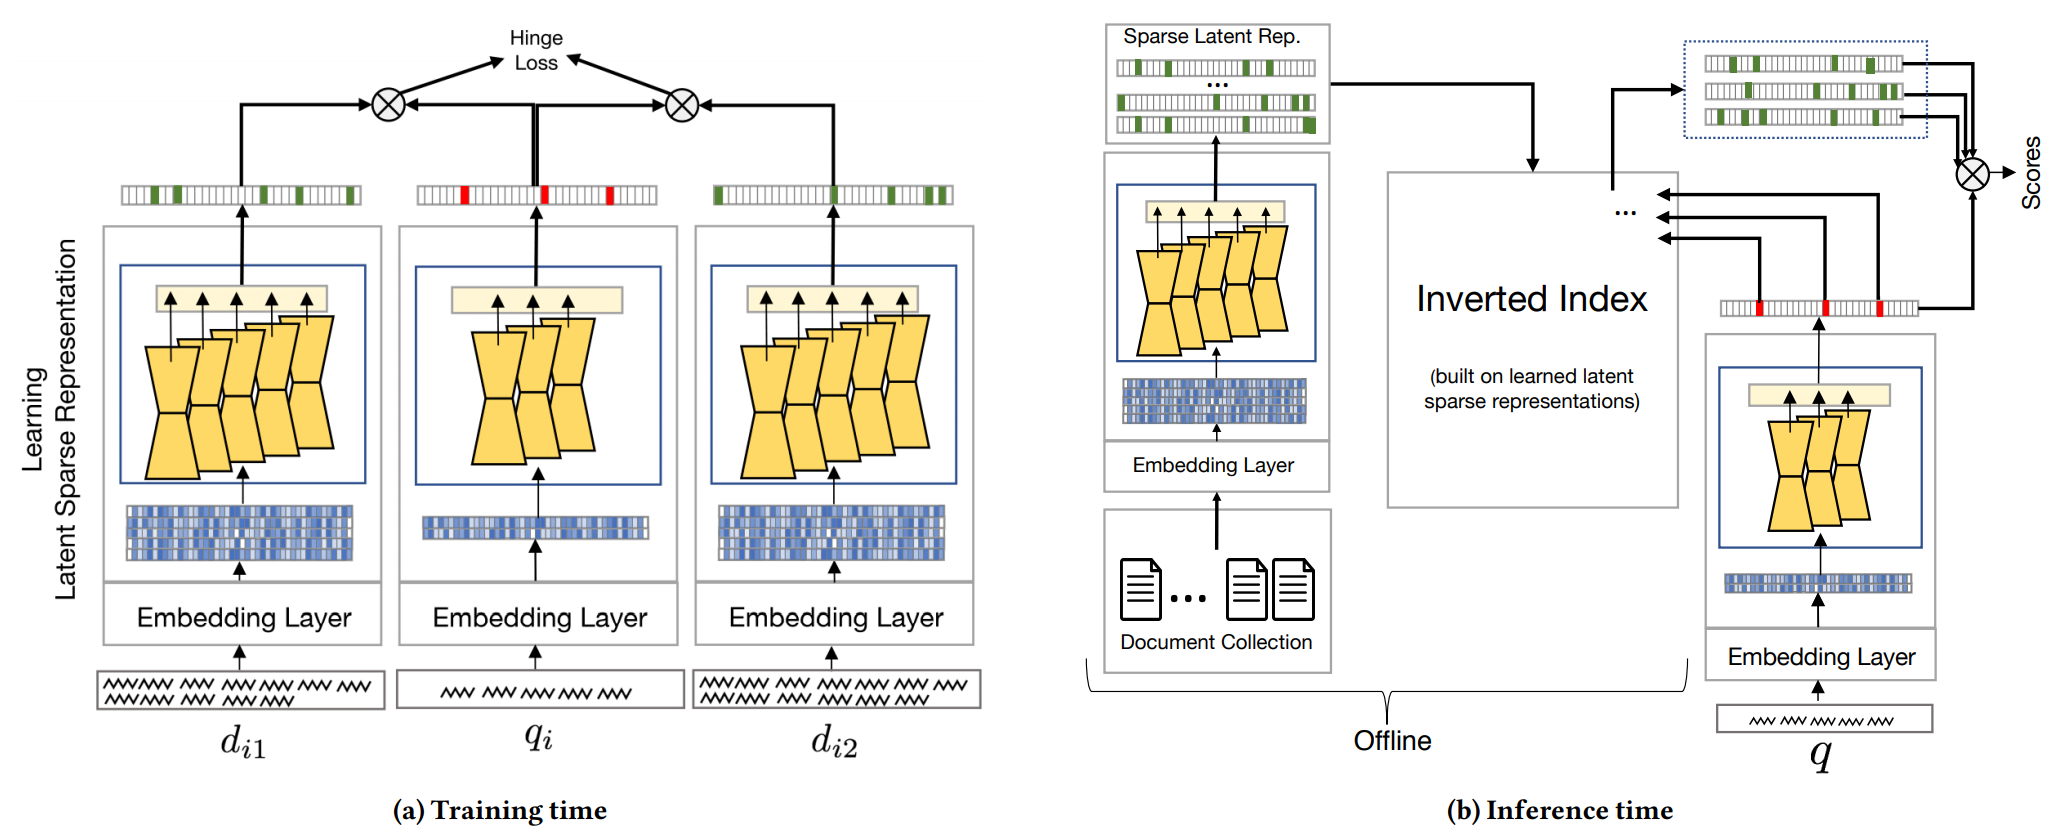 Hinge
Loss
Learning
Latent Sparse Representation
Embedding Layer
Embedding Layer
Embedding Layer
d_{i1}
q_i
d_{i2}
(a) Training time
Sparse Latent Rep.
...
Embedding Layer
...
Document Collection
Offline
Inverted Index
(built on learned latent
sparse representations)
...
Scores
Embedding Layer
q
(b) Inference time